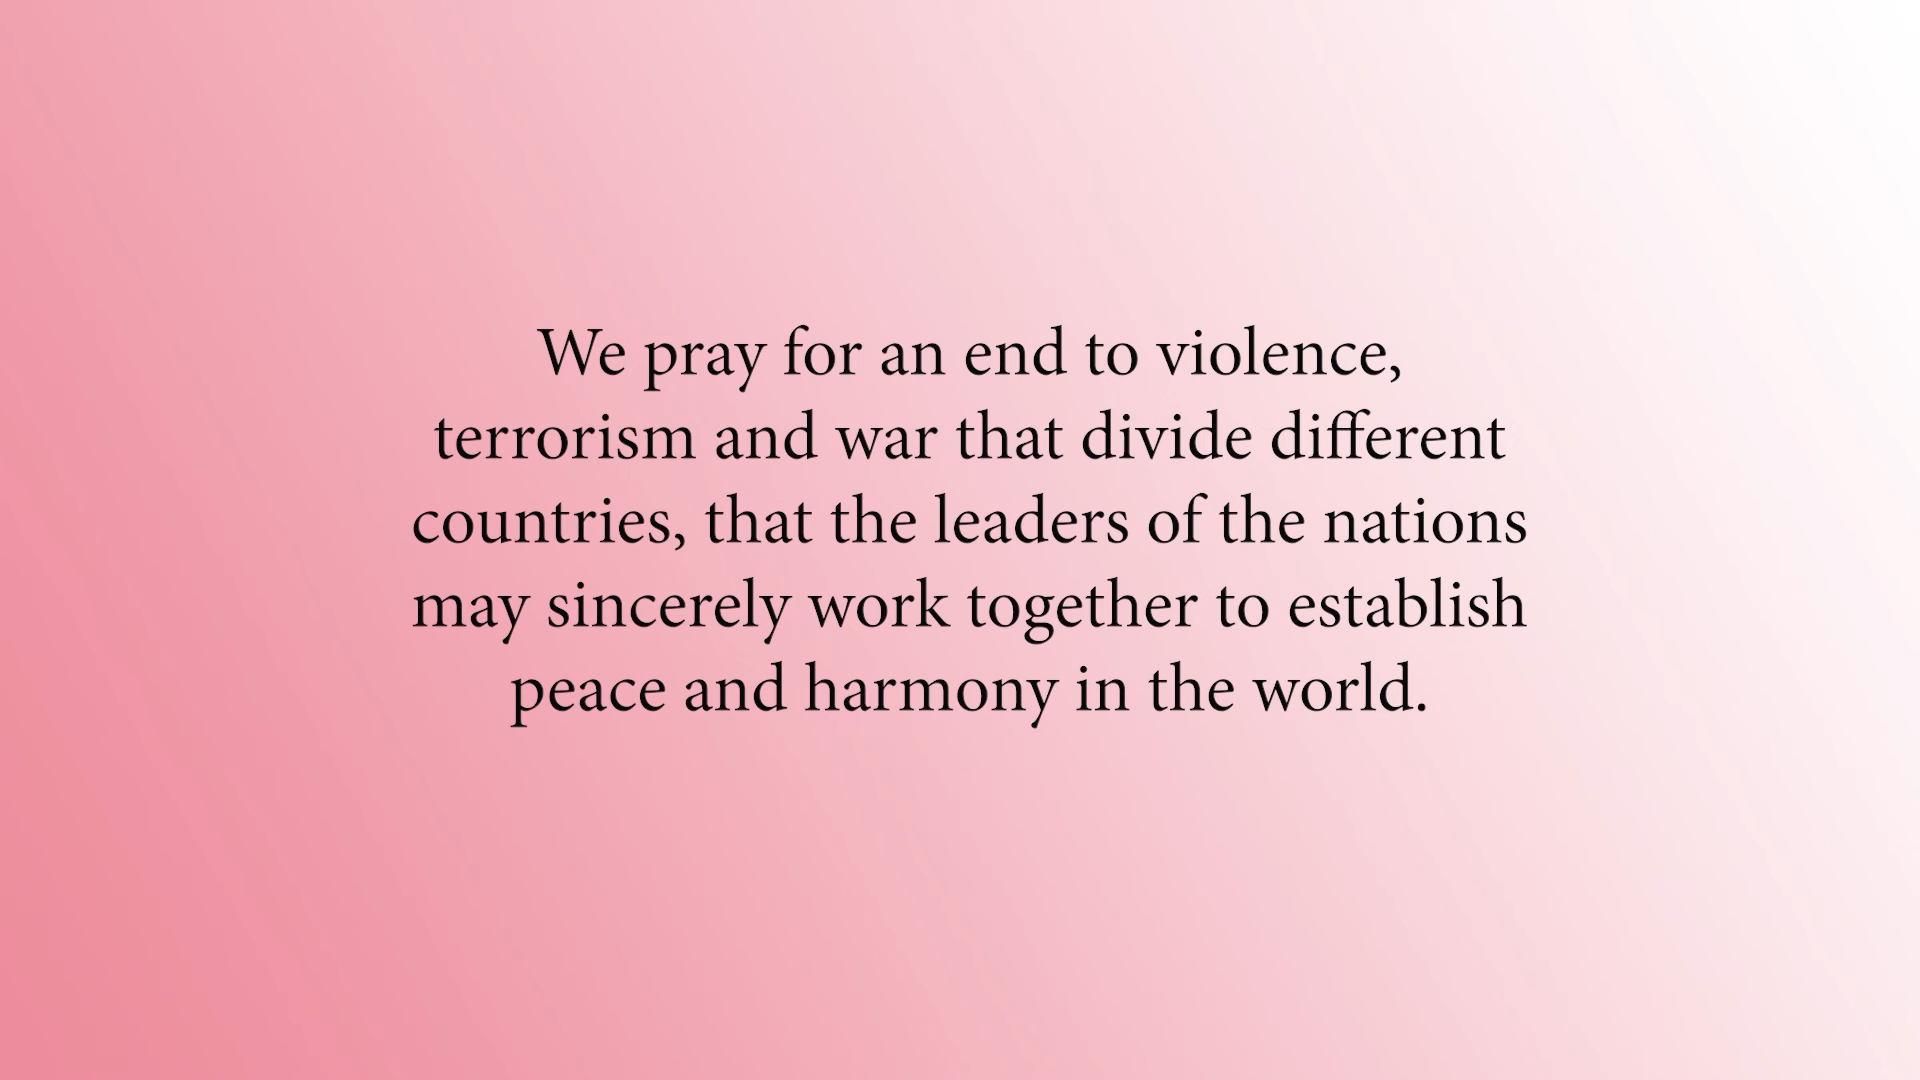 We pray for an end to violence,
terrorism and war that divide different
countries, that the leaders of the nations
may sincerely work together to establish
peace and harmony in the world.